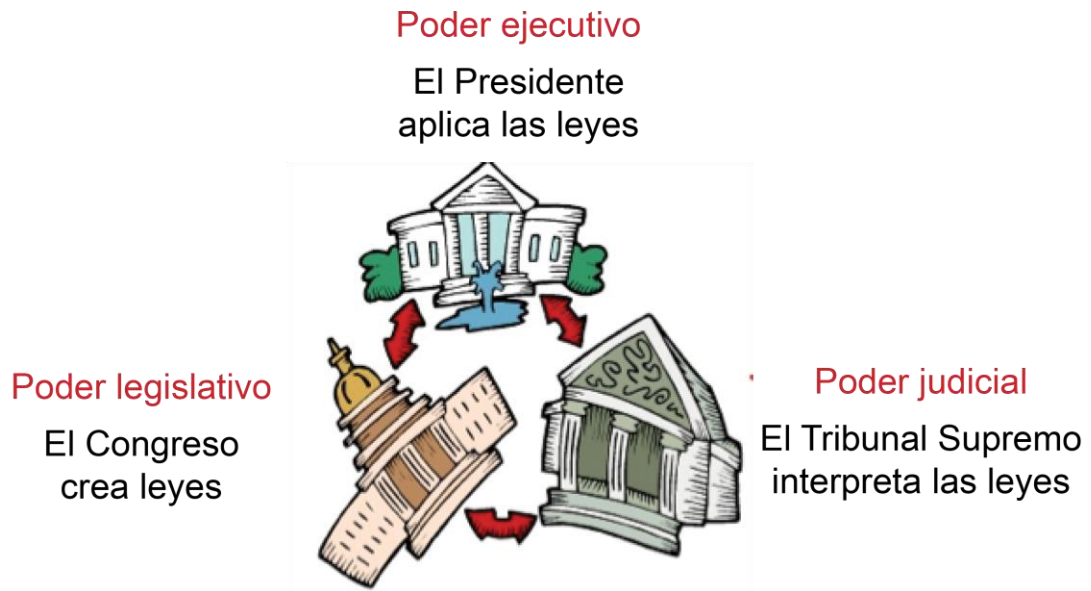 Poder ejecutivo
El Presidente
aplica las leyes
Poder legislativo
El Congreso
crea leyes
Poder judicial
El Tribunal Supremo
interpreta las leyes